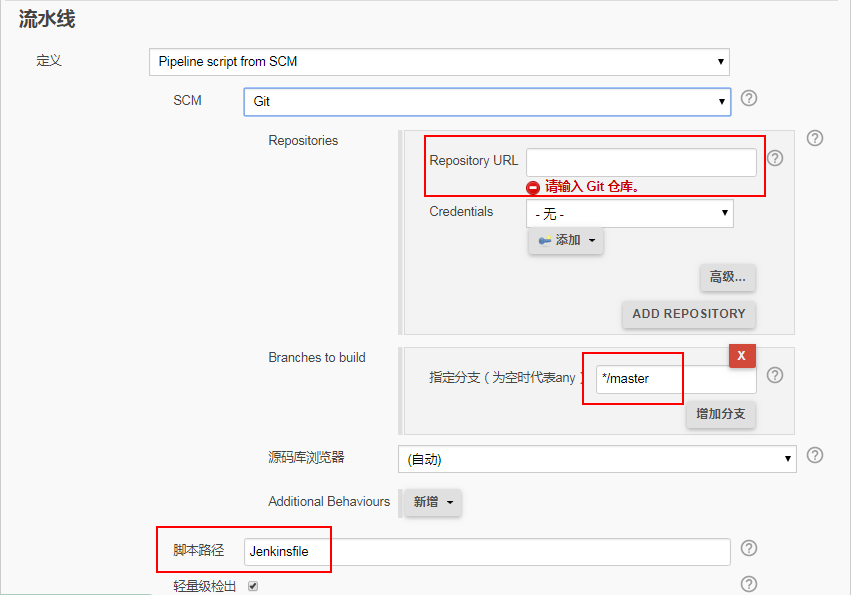 流水线
定义
Pipeline script from SCM
SCM
Git
Repositories
Repository URL
请输入 Git 仓库。
Credentials
- 无 -
添加
高级...
ADD REPOSITORY
Branches to build
X
指定分支（为空时代表any）
*/master
增加分支
源码库浏览器
(自动)
Additional Behaviours
新增
脚本路径
Jenkinsfile
轻量级检出